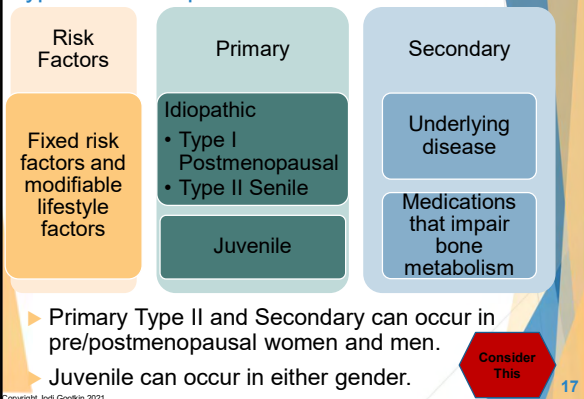 Risk
Factors
Primary
Secondary
Fixed risk
factors and
modifiable
lifestyle
factors
Idiopathic
• Type I
Postmenopausal
• Type II Senile
Juvenile
Underlying
disease
Medications
that impair
bone
metabolism
Primary Type II and Secondary can occur in
pre/postmenopausal women and men.
Juvenile can occur in either gender.
Consider
This
17
Copyright Jodi Gootkin 2021